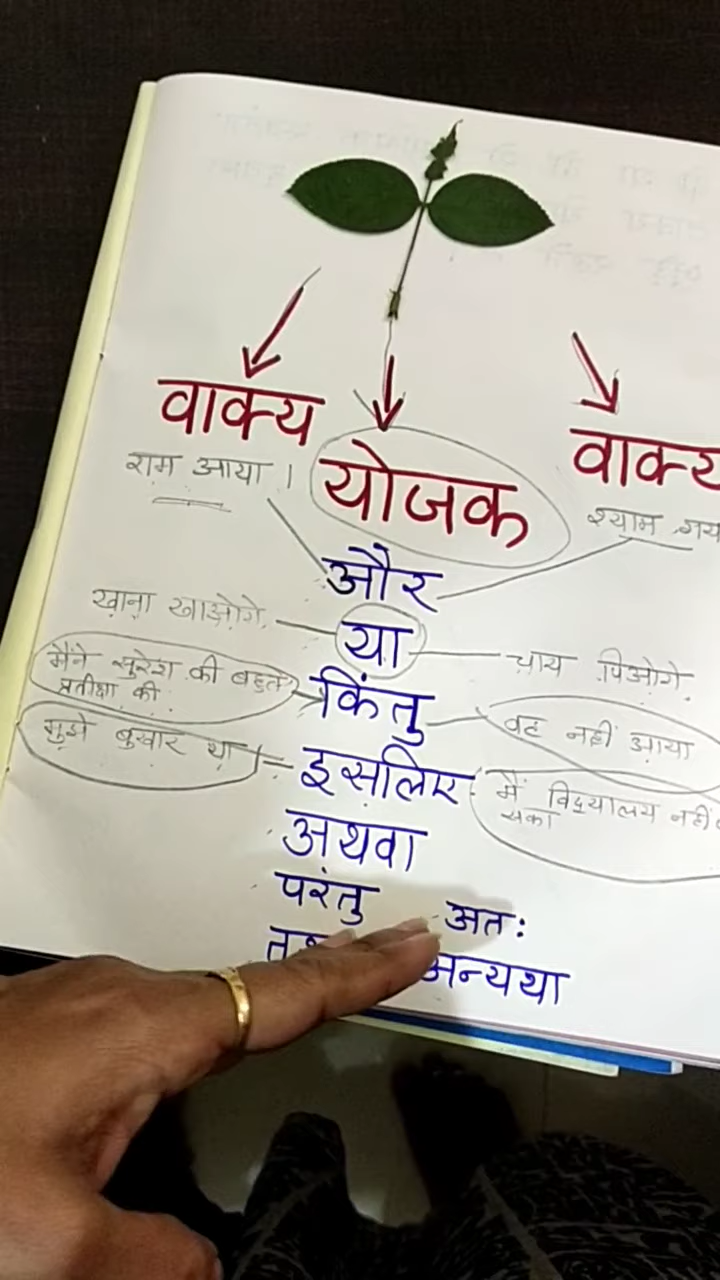 वाक्य योजक वाक्य
राम आया। श्याम
और
खाना खाओगे या चाय पिओगे
मैंने सुरेश की बहुत
प्रतीक्षा की किंतु वह नहीं आया
मुझे बुखार था इसलिए मैं विद्यालय नहीं
सका
अथवा
परंतु अतः
अन्यथा